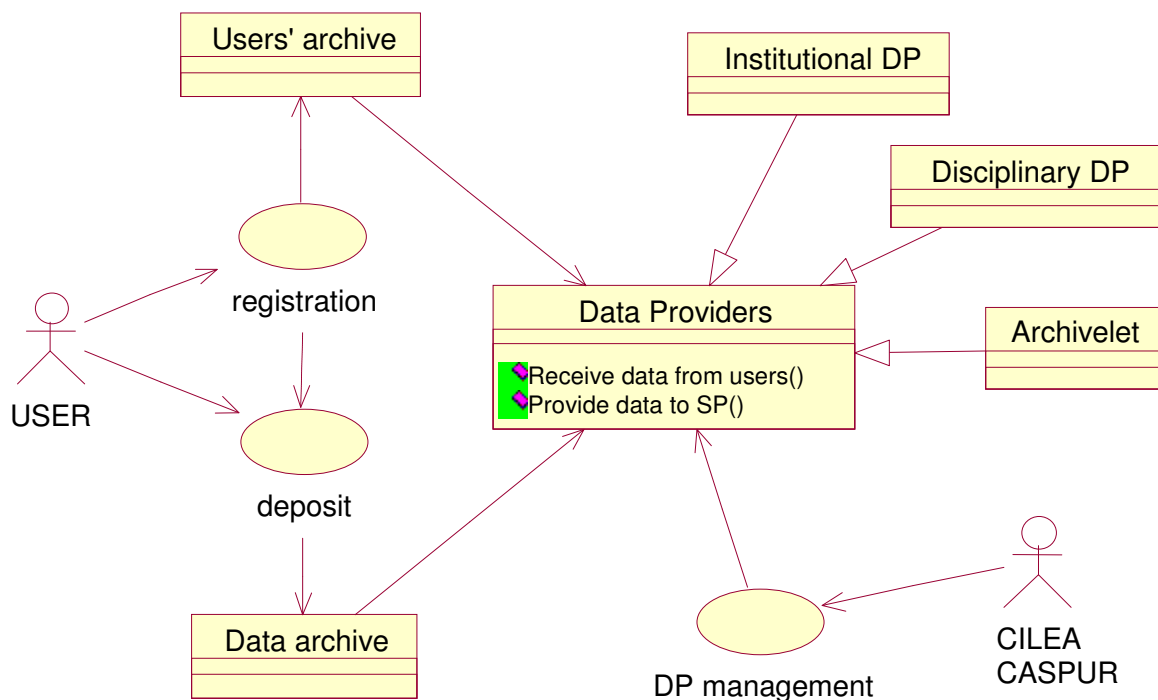 Users' archive
Institutional DP
Disciplinary DP
registration
Data Providers
Archivelet
Receive data from users()
Provide data to SP()
USER
deposit
Data archive
DP management
CILEA
CASPUR